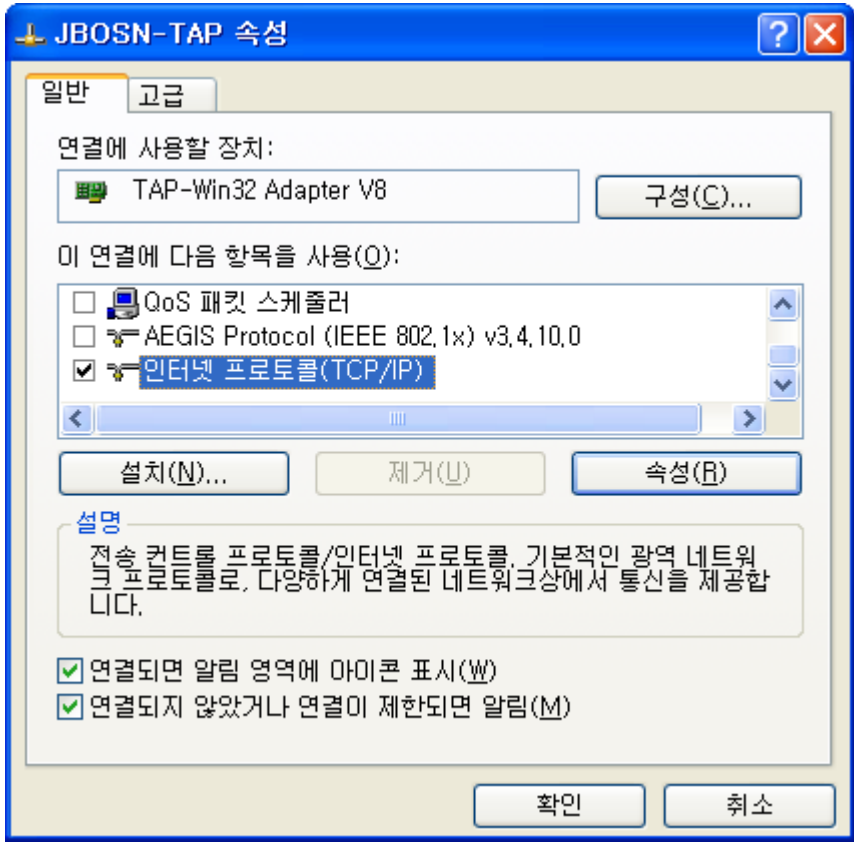 JBOSN-TAP 속성
일반
고급
연결에 사용할 장치:
TAP-Win32 Adapter V8
구성(C)...
이 연결에 다음 항목을 사용(O):
QoS 패킷 스케줄러
AEGIS Protocol (IEEE 802.1x) v3.4.10.0
인터넷 프로토콜(TCP/IP)
설치(N)...
제거(U)
속성(R)
설명
전송 컨트롤 프로토콜/인터넷 프로토콜. 기본적인 광역 네트워
크 프로토콜로, 다양하게 연결된 네트워크상에서 통신을 제공합
니다.
연결되면 알림 영역에 아이콘 표시(W)
연결되지 않았거나 연결이 제한되면 알림(M)
확인
취소